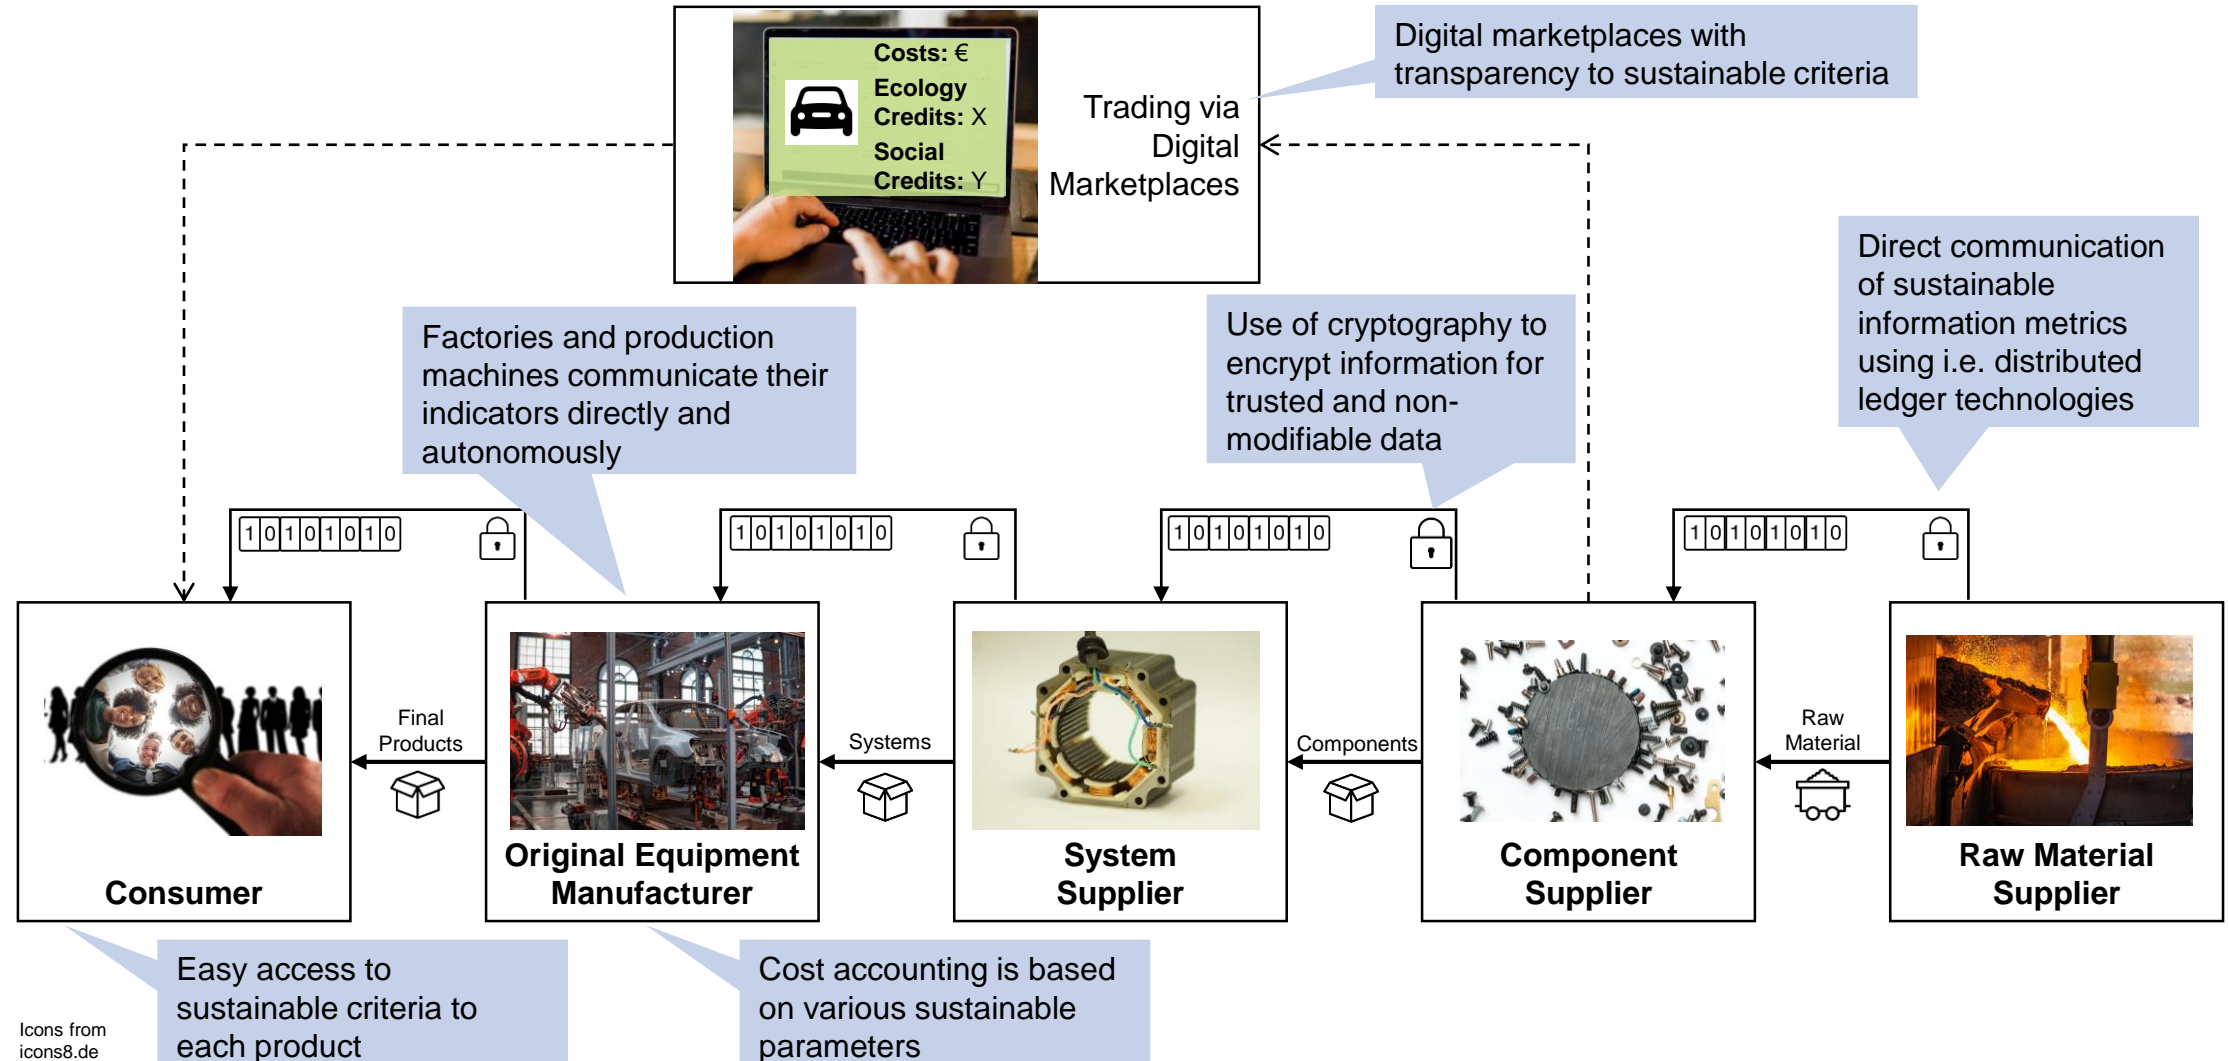 Costs: €
Ecology
Credits: X
Social
Credits: Y
Trading via
Digital
Marketplaces
Digital marketplaces with
transparency to sustainable criteria
Factories and production
machines communicate their
indicators directly and
autonomously
Use of cryptography to
encrypt information for
trusted and non-
modifiable data
Direct communication
of sustainable
information metrics
using i.e. distributed
ledger technologies
1 0 1 0 1 0 1 0
1 0 1 0 1 0 1 0
1 0 1 0 1 0 1 0
1 0 1 0 1 0 1 0
Final
Products
Systems
Components
Raw
Material
Consumer
Original Equipment
Manufacturer
System
Supplier
Component
Supplier
Raw Material
Supplier
Easy access to
sustainable criteria to
each product
Cost accounting is based
on various sustainable
parameters
Icons from
icons8.de